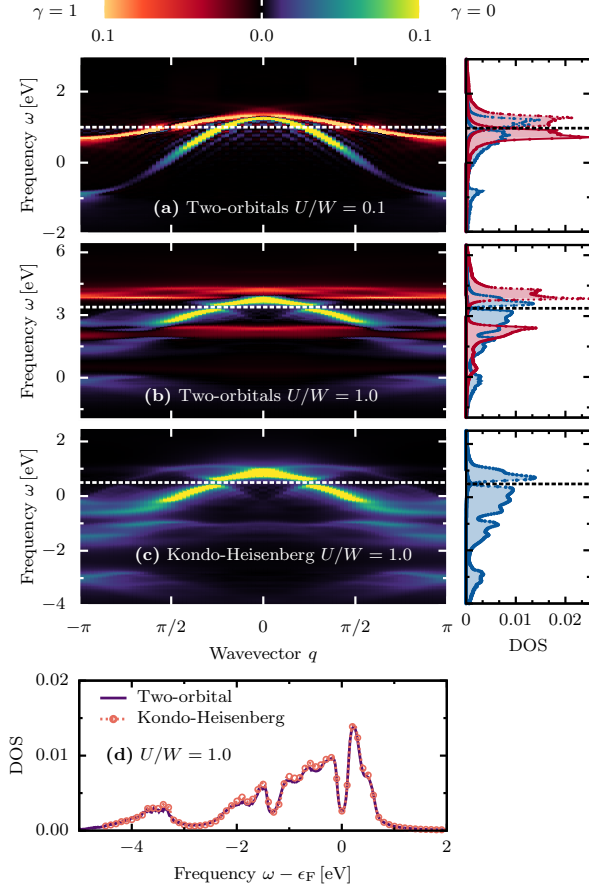 γ = 1 γ = 0
0.1 0.0 0.1
Frequency ω [eV]
2
0
−2
(a) Two-orbitals U/W = 0.1
Frequency ω [eV]
6
3
0
(b) Two-orbitals U/W = 1.0
Frequency ω [eV]
2
0
−2
−4
(c) Kondo-Heisenberg U/W = 1.0
−π π/2 0 π/2 π
Wavevector q
0 0.01 0.02
DOS
DOS
0.02
0.01
0.00
Two-orbital
Kondo-Heisenberg
(d) U/W = 1.0
−4 −2 0 2
Frequency ω − ϵF [eV]